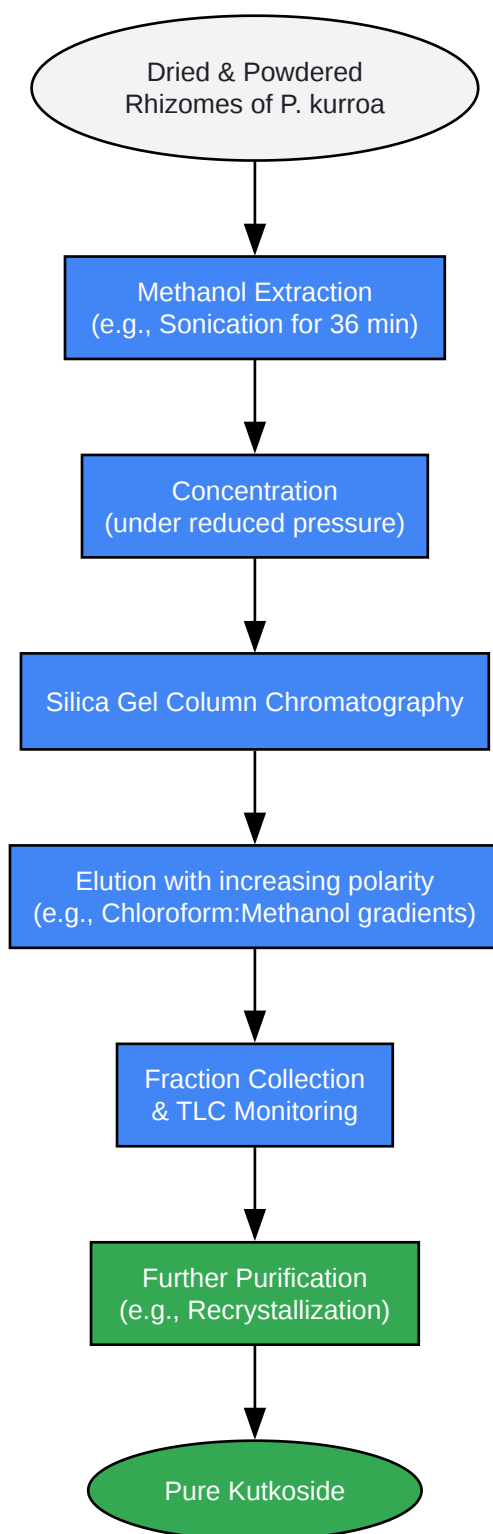 Dried & Powdered
Rhizomes of P. kurroa
Methanol Extraction
(e.g., Sonication for 36 min)
Concentration
(under reduced pressure)
Silica Gel Column Chromatography
Elution with increasing polarity
(e.g., Chloroform:Methanol gradients)
Fraction Collection
& TLC Monitoring
Further Purification
(e.g., Recrystallization)
Pure Kutkoside